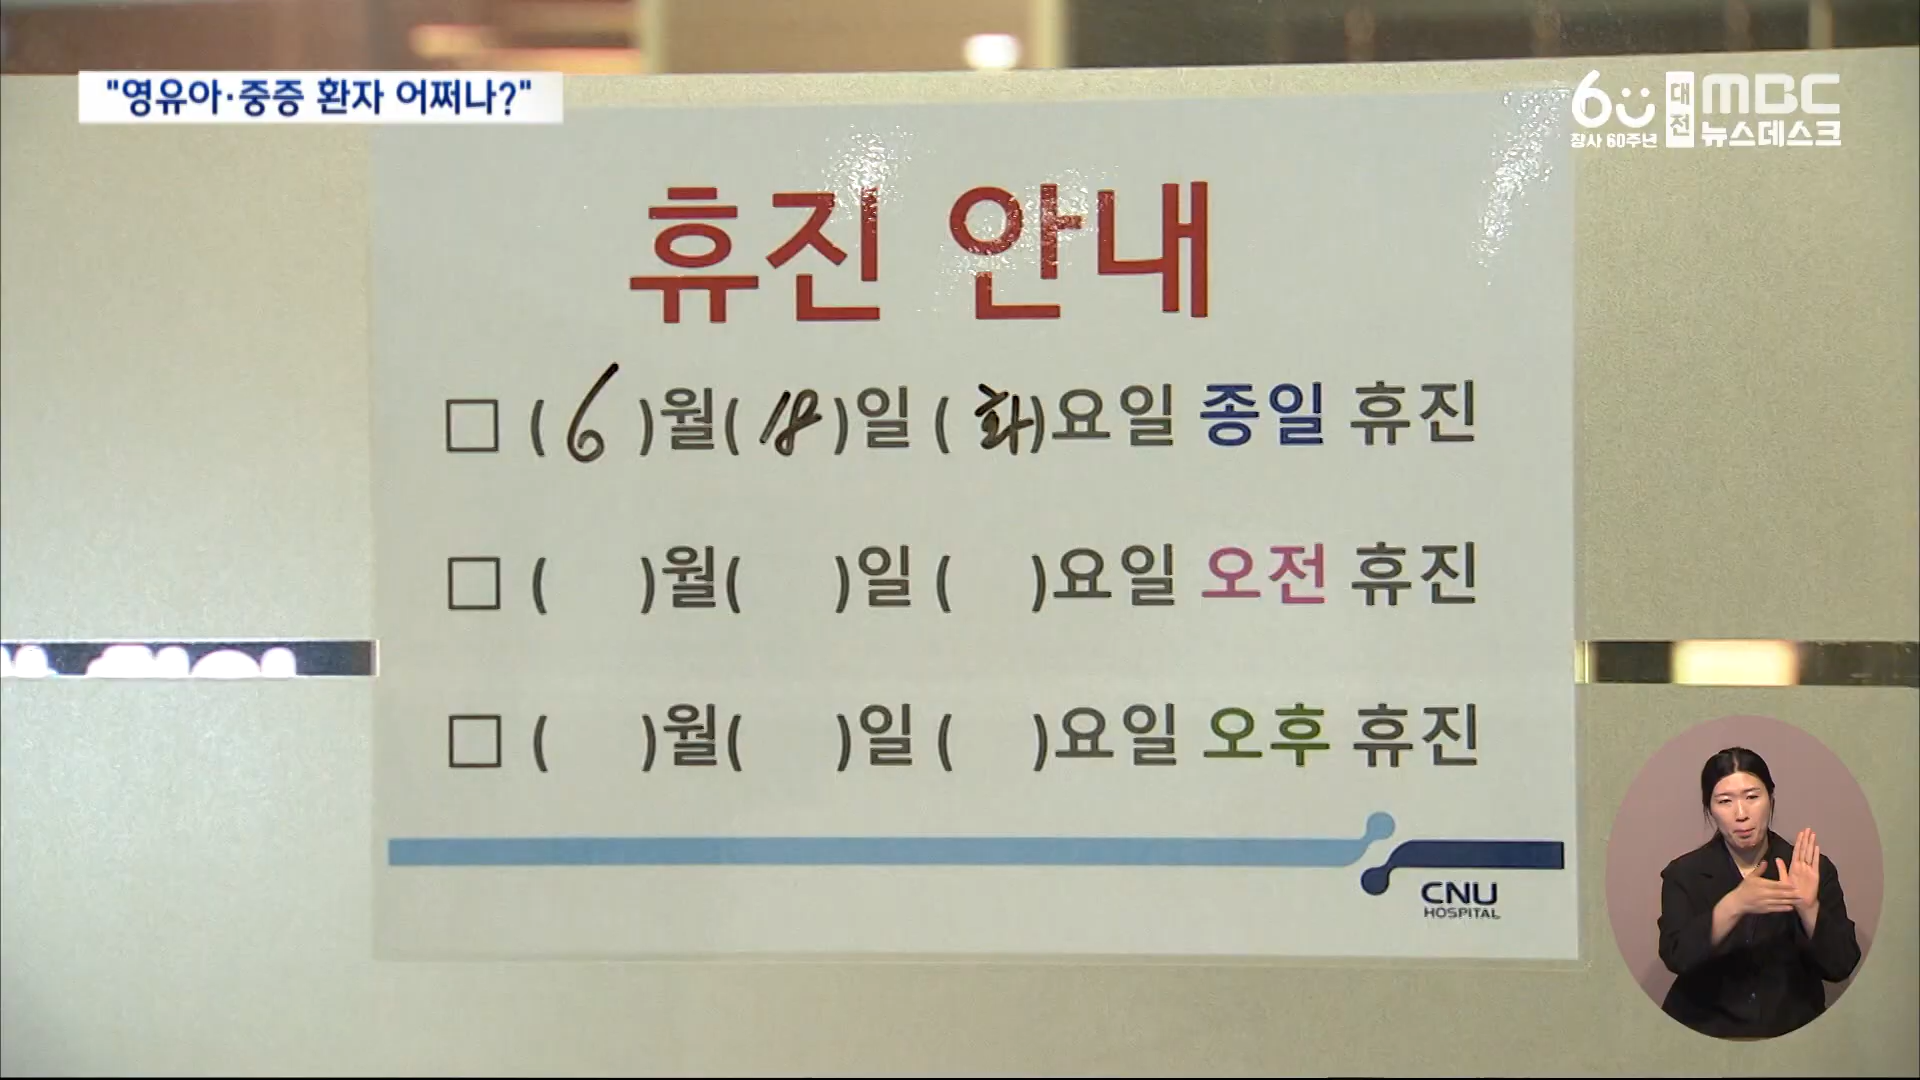 "영유아·중증 환자 어쩌나?"
60 대전 MBC
창사 60주년 뉴스데스크
휴진 안내
□ ( 6 )월( 18 )일 ( 화 )요일 종일 휴진
□ ( )월( )일 ( )요일 오전 휴진
□ ( )월( )일 ( )요일 오후 휴진
CNU
HOSPITAL